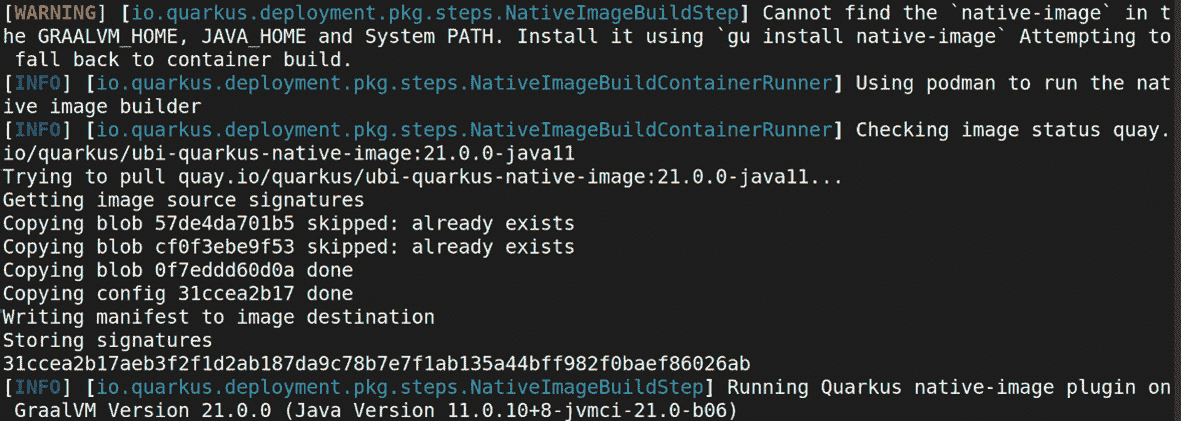 [WARNING] [io.quarkus.deployment.pkg.steps.NativeImageBuildStep] Cannot find the `native-image` in t
he GRAALVM_HOME, JAVA_HOME and System PATH. Install it using `gu install native-image` Attempting to
fall back to container build.
[INFO] [io.quarkus.deployment.pkg.steps.NativeImageBuildContainerRunner] Using podman to run the nat
ive image builder
[INFO] [io.quarkus.deployment.pkg.steps.NativeImageBuildContainerRunner] Checking image status quay.
io/quarkus/ubi-quarkus-native-image:21.0.0-java11
Trying to pull quay.io/quarkus/ubi-quarkus-native-image:21.0.0-java11...
Getting image source signatures
Copying blob 57de4da701b5 skipped: already exists
Copying blob cf0f3ebe9f53 skipped: already exists
Copying blob 0f7eddd60d0a done
Copying config 31ccea2b17 done
Writing manifest to image destination
Storing signatures
31ccea2b17aeb3f2f1d2ab187da9c78b7e7f1ab135a44bff982f0baef86026ab
[INFO] [io.quarkus.deployment.pkg.steps.NativeImageBuildStep] Running Quarkus native-image plugin on
GraalVM Version 21.0.0 (Java Version 11.0.10+8-jvmci-21.0-b06)